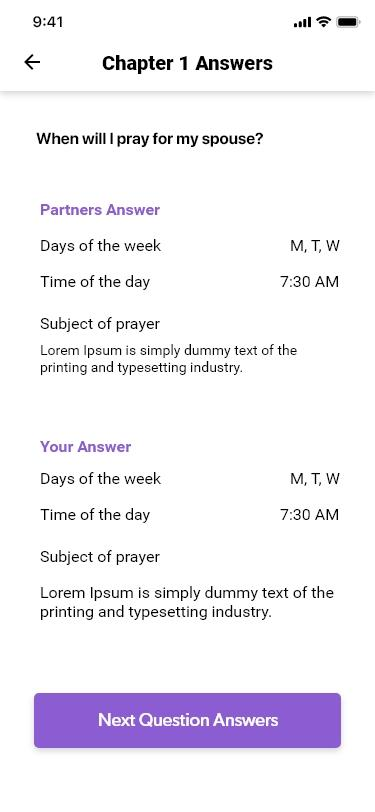 9:41
Chapter 1 Answers
When will I pray for my spouse?
Partners Answer
Days of the week M, T, W
Time of the day 7:30 AM
Subject of prayer
Lorem Ipsum is simply dummy text of the
printing and typesetting industry.
Your Answer
Days of the week M, T, W
Time of the day 7:30 AM
Subject of prayer
Lorem Ipsum is simply dummy text of the
printing and typesetting industry.
Next Question Answers